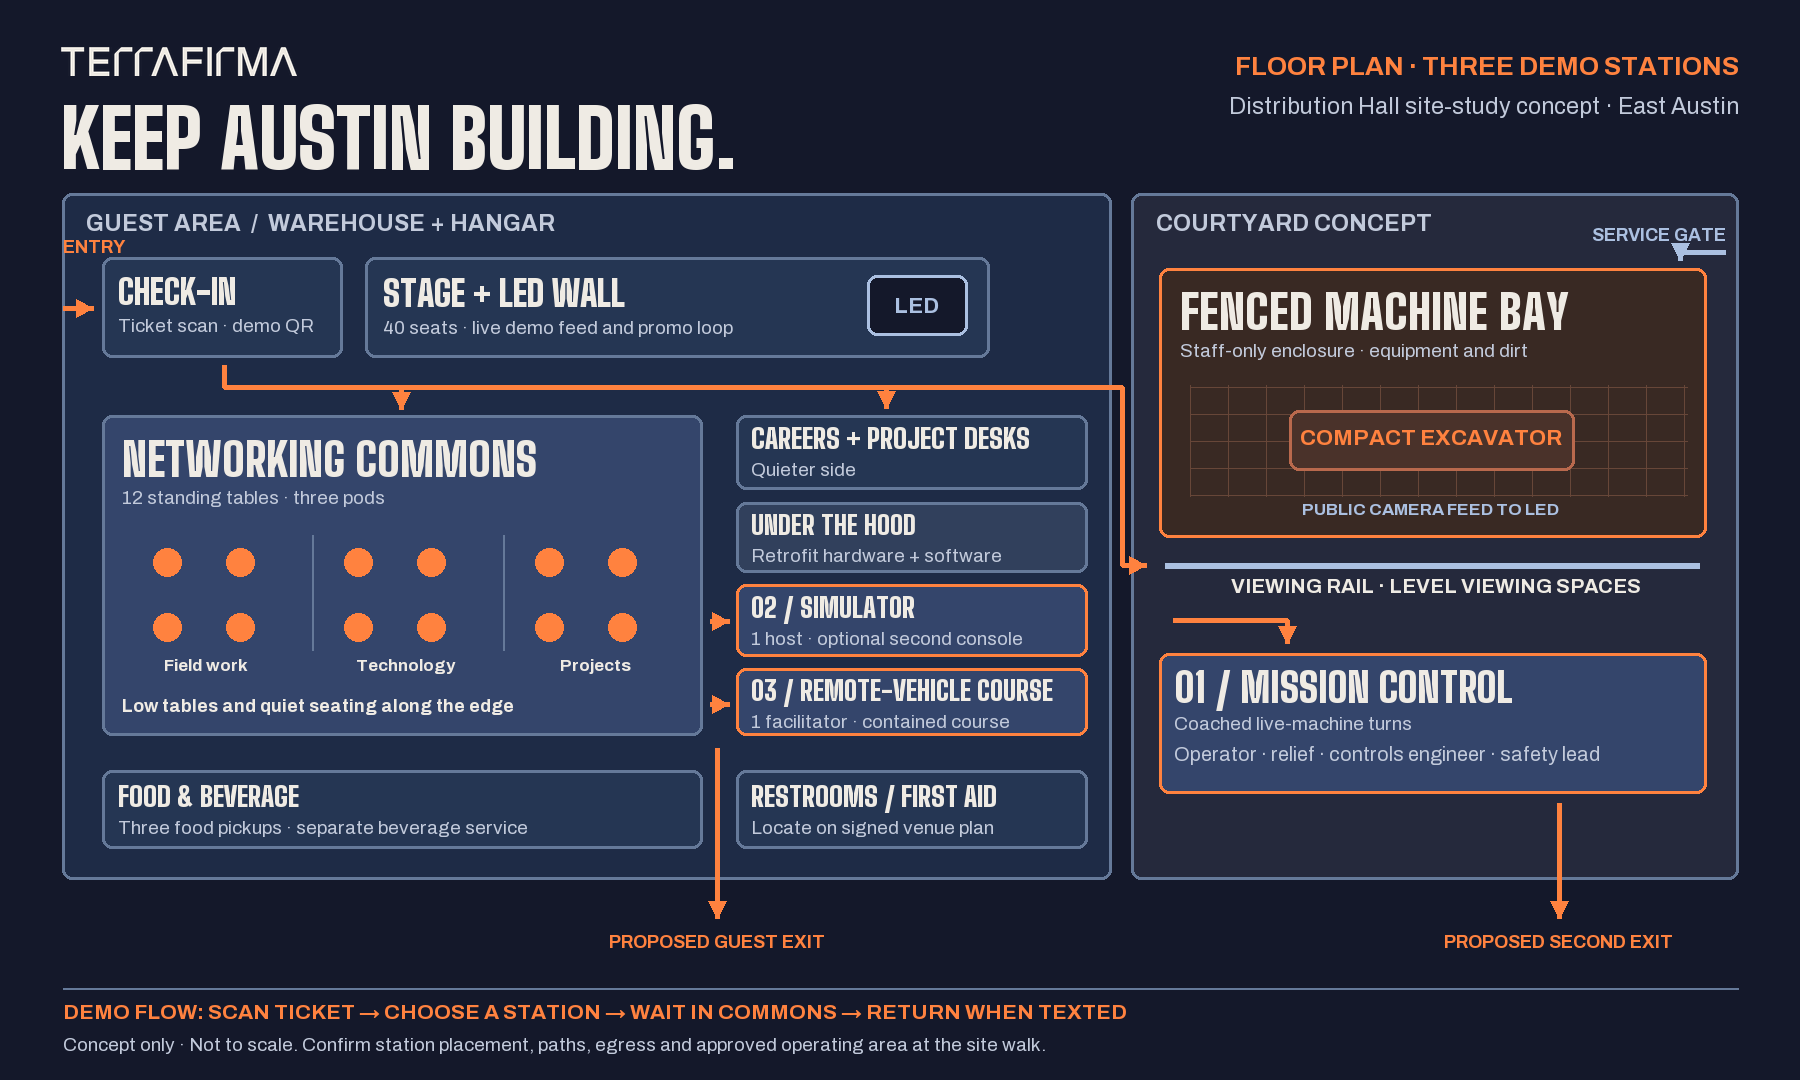 TERRAFIRMA
KEEP AUSTIN BUILDING.
FLOOR PLAN · THREE DEMO STATIONS
Distribution Hall site-study concept · East Austin
GUEST AREA / WAREHOUSE + HANGAR
ENTRY
CHECK-IN
Ticket scan · demo QR
STAGE + LED WALL
40 seats · live demo feed and promo loop
LED
NETWORKING COMMONS
12 standing tables · three pods
Field work
Technology
Projects
Low tables and quiet seating along the edge
CAREERS + PROJECT DESKS
Quieter side
UNDER THE HOOD
Retrofit hardware + software
02 / SIMULATOR
1 host · optional second console
03 / REMOTE-VEHICLE COURSE
1 facilitator · contained course
FOOD & BEVERAGE
Three food pickups · separate beverage service
RESTROOMS / FIRST AID
Locate on signed venue plan
PROPOSED GUEST EXIT
COURTYARD CONCEPT
SERVICE GATE
FENCED MACHINE BAY
Staff-only enclosure · equipment and dirt
COMPACT EXCAVATOR
PUBLIC CAMERA FEED TO LED
VIEWING RAIL · LEVEL VIEWING SPACES
01 / MISSION CONTROL
Coached live-machine turns
Operator · relief · controls engineer · safety lead
PROPOSED SECOND EXIT
DEMO FLOW: SCAN TICKET → CHOOSE A STATION → WAIT IN COMMONS → RETURN WHEN TEXTED
Concept only · Not to scale. Confirm station placement, paths, egress and approved operating area at the site walk.